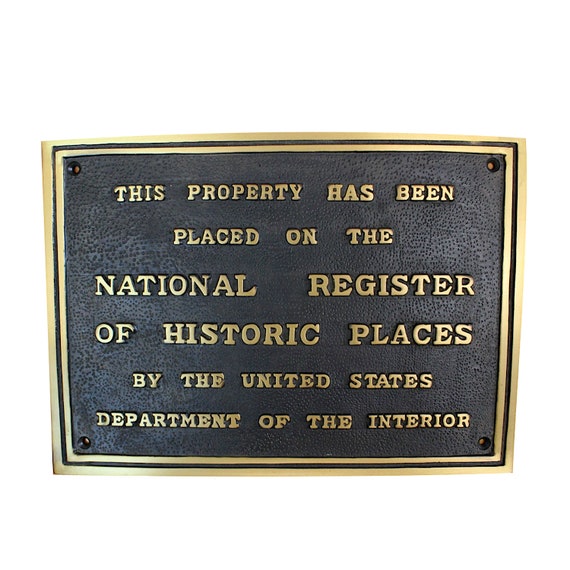 THIS PROPERTY HAS BEEN
PLACED ON THE
NATIONAL REGISTER
OF HISTORIC PLACES
BY THE UNITED STATES
DEPARTMENT OF THE INTERIOR